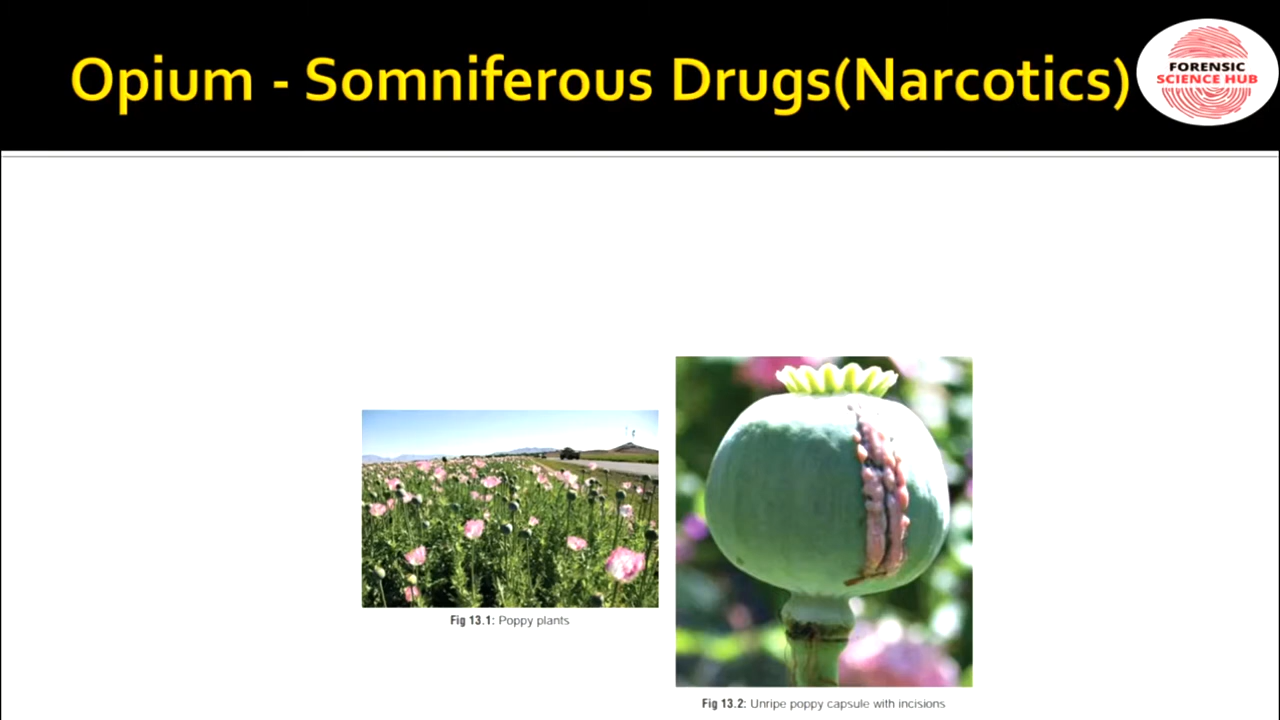 Opium - Somniferous Drugs(Narcotics)
FORENSIC
SCIENCE HUB
Fig 13.1: Poppy plants
Fig 13.2: Unripe poppy capsule with incisions